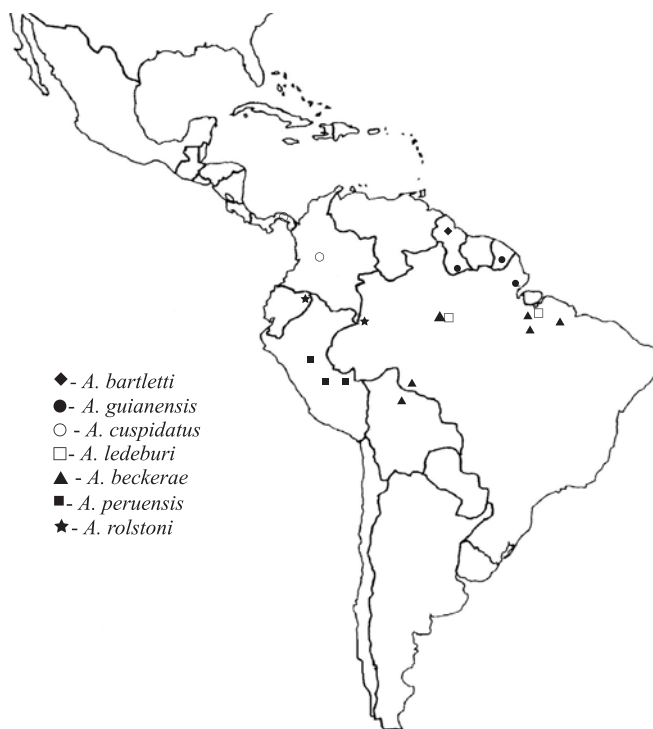 - A. bartletti
- A. guianensis
- A. cuspidatus
- A. ledeburi
- A. beckerae
- A. peruensis
- A. rolstoni